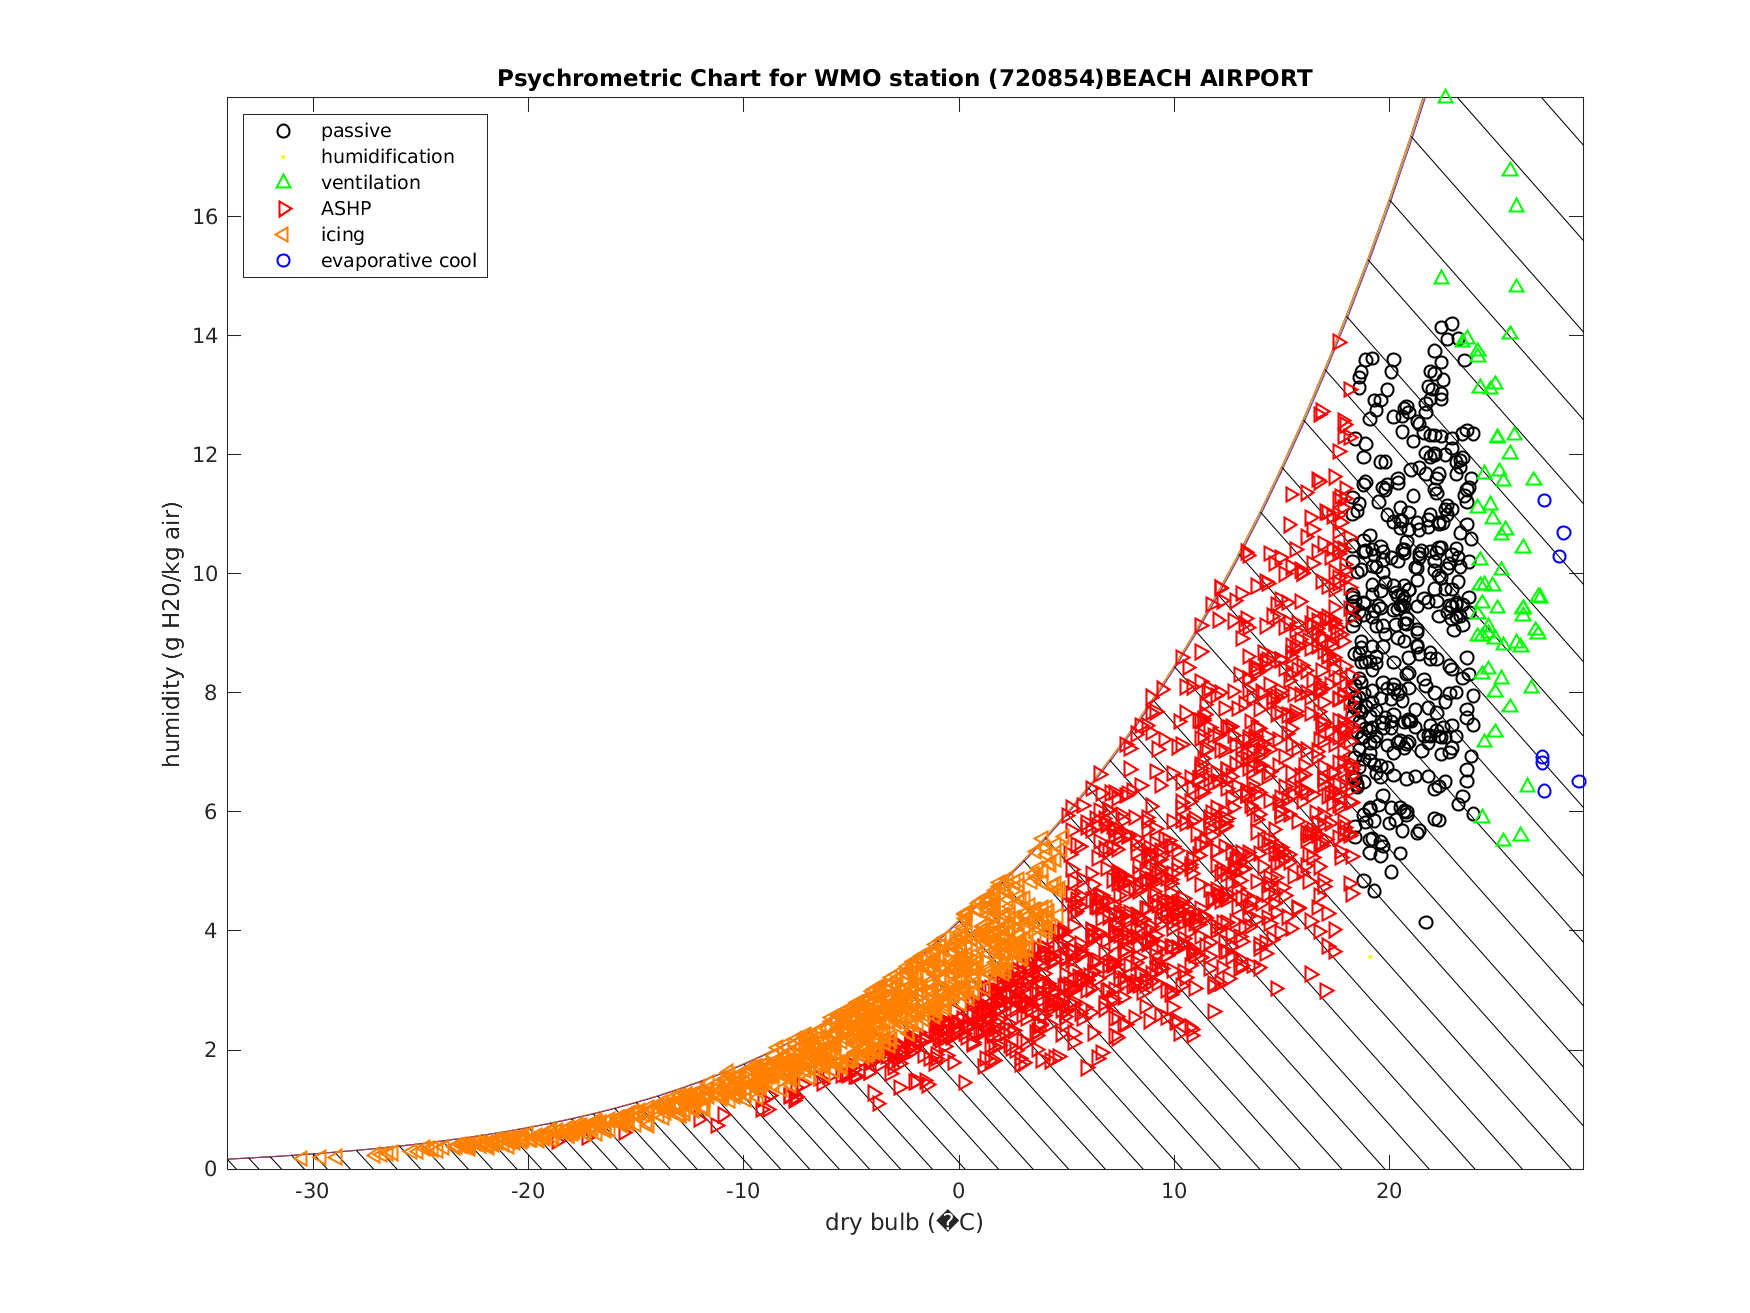 Psychrometric Chart for WMO station (720854)BEACH AIRPORT
passive
humidification
ventilation
ASHP
icing
evaporative cool
humidity (g H20/kg air)
16
14
12
10
8
6
4
2
0
-30 -20 -10 0 10 20
dry bulb (�C)